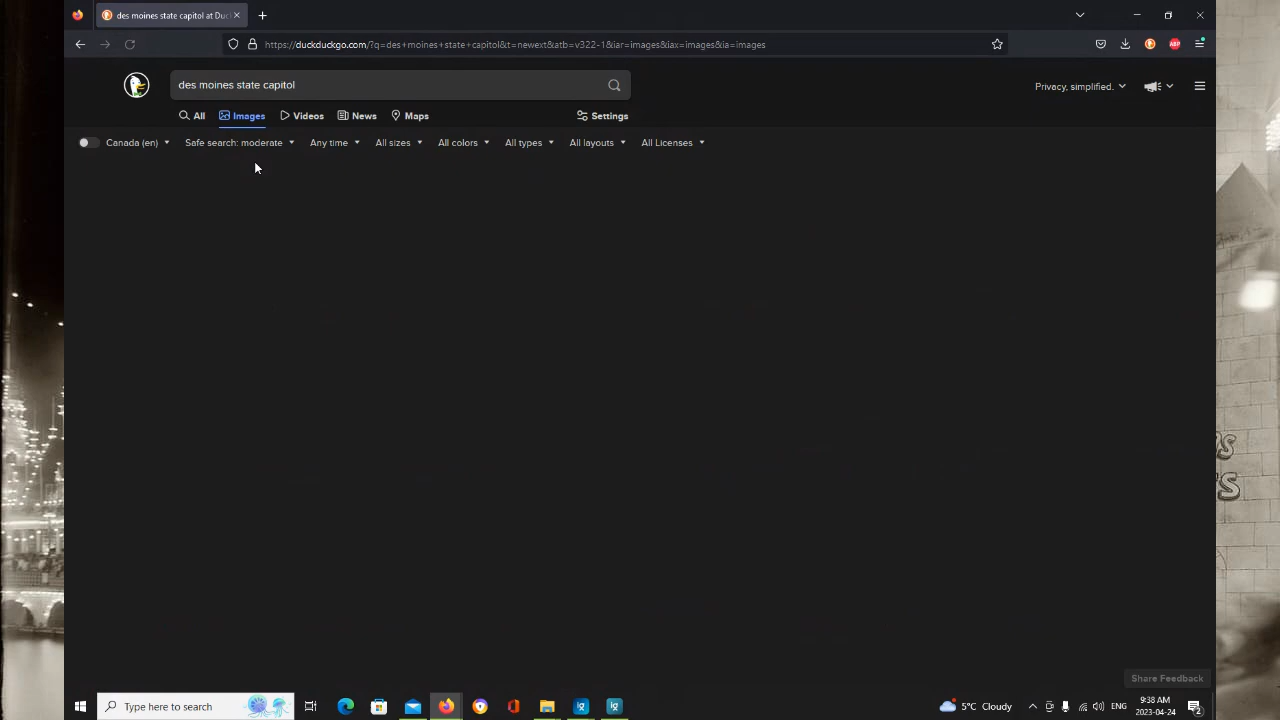 des moines state capitol at Duc
https://duckduckgo.com/?q=des+moines+state+capitol&t=newext&atb=v322-1&iar=images&iax=images&ia=images
ABP
des moines state capitol
Privacy, simplified.
All
Images
Videos
News
Maps
Settings
Canada (en)
Safe search: moderate
Any time
All sizes
All colors
All types
All layouts
All Licenses
Share Feedback
Type here to search
5°C Cloudy
ENG
9:38 AM
2023-04-24